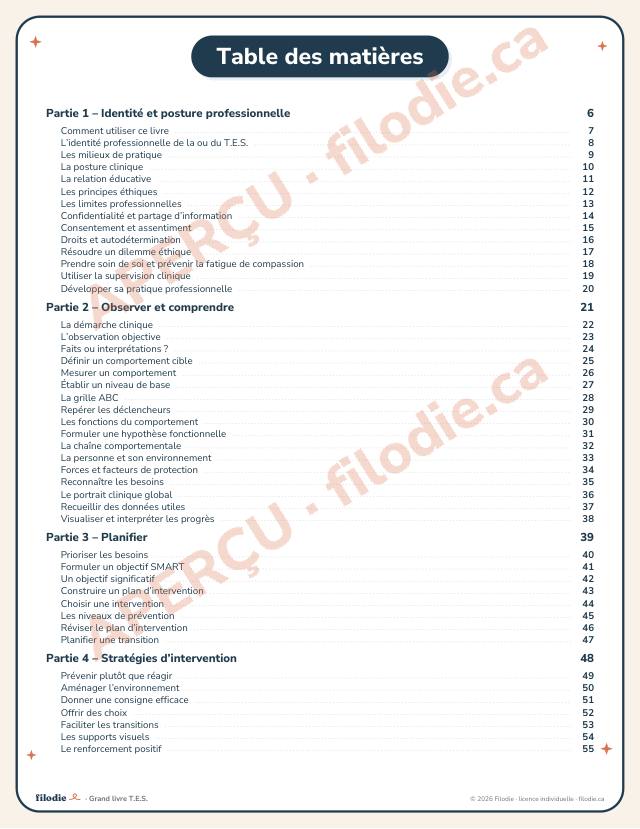 Table des matières
Partie 1 – Identité et posture professionnelle 6
Comment utiliser ce livre 7
L'identité professionnelle de la ou du T.E.S. 8
Les milieux de pratique 9
La posture clinique 10
La relation éducative 11
Les principes éthiques 12
Les limites professionnelles 13
Confidentialité et partage d'information 14
Consentement et assentiment 15
Droits et autodétermination 16
Résoudre un dilemme éthique 17
Prendre soin de soi et prévenir la fatigue de compassion 18
Utiliser la supervision clinique 19
Développer sa pratique professionnelle 20
Partie 2 – Observer et comprendre 21
La démarche clinique 22
L'observation objective 23
Faits ou interprétations ? 24
Définir un comportement cible 25
Mesurer un comportement 26
Établir un niveau de base 27
La grille ABC 28
Repérer les déclencheurs 29
Les fonctions du comportement 30
Formuler une hypothèse fonctionnelle 31
La chaîne comportementale 32
La personne et son environnement 33
Forces et facteurs de protection 34
Reconnaître les besoins 35
Le portrait clinique global 36
Recueillir des données utiles 37
Visualiser et interpréter les progrès 38
Partie 3 – Planifier 39
Prioriser les besoins 40
Formuler un objectif SMART 41
Un objectif significatif 42
Construire un plan d'intervention 43
Choisir une intervention 44
Les niveaux de prévention 45
Réviser le plan d'intervention 46
Planifier une transition 47
Partie 4 – Stratégies d'intervention 48
Prévenir plutôt que réagir 49
Aménager l'environnement 50
Donner une consigne efficace 51
Offrir des choix 52
Faciliter les transitions 53
Les supports visuels 54
Le renforcement positif 55
APERÇU · filodie.ca
APERÇU · filodie.ca
filodie · Grand livre T.E.S.
© 2026 Filodie · licence individuelle · filodie.ca